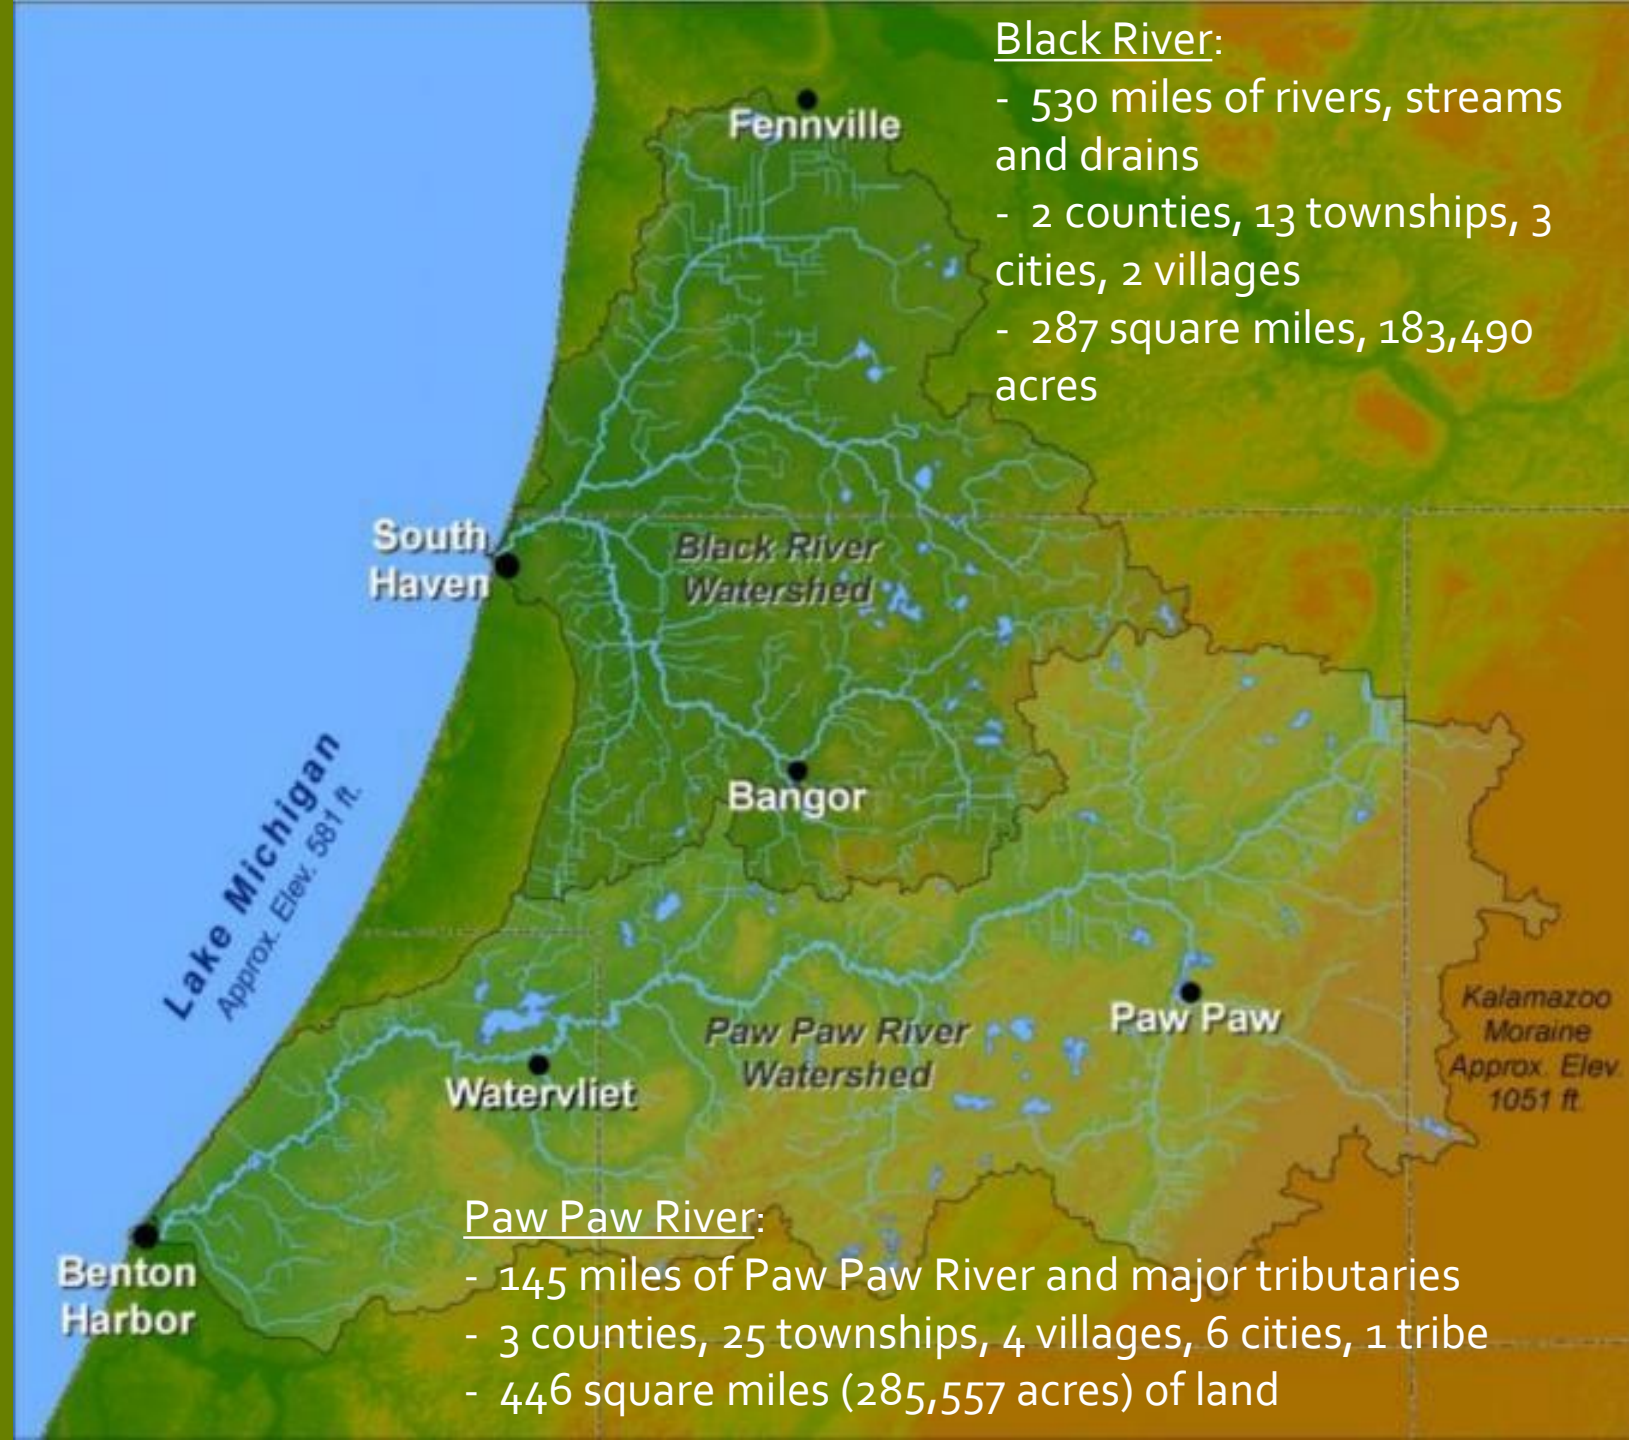 Black River:
- 530 miles of rivers, streams
and drains
- 2 counties, 13 townships, 3
cities, 2 villages
- 287 square miles, 183,490
acres
Fennville
South
Haven
Black River
Watershed
Bangor
Lake Michigan
Approx. Elev. 581 ft.
Paw Paw
Kalamazoo
Moraine
Approx. Elev.
1051 ft.
Paw Paw River
Watershed
Watervliet
Benton
Harbor
Paw Paw River:
- 145 miles of Paw Paw River and major tributaries
- 3 counties, 25 townships, 4 villages, 6 cities, 1 tribe
- 446 square miles (285,557 acres) of land